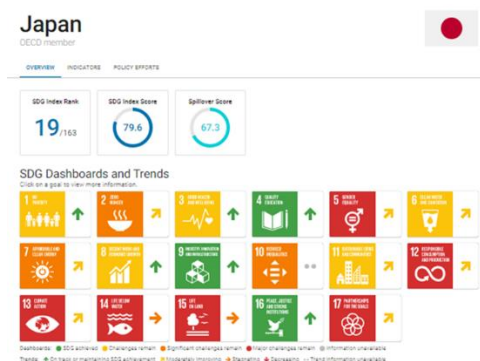 Japan
OECD member
OVERVIEW INDICATORS POLICY EFFORTS
SDG Index Rank SDG Index Score Spillover Score
19/163 79.6 67.3
SDG Dashboards and Trends
Click on a goal to view more information.
1 NO POVERTY 2 ZERO HUNGER 3 GOOD HEALTH AND WELL-BEING 4 QUALITY EDUCATION 5 GENDER EQUALITY 6 CLEAN WATER AND SANITATION
7 AFFORDABLE AND CLEAN ENERGY 8 DECENT WORK AND ECONOMIC GROWTH 9 INDUSTRY, INNOVATION AND INFRASTRUCTURE 10 REDUCED INEQUALITIES 11 SUSTAINABLE CITIES AND COMMUNITIES 12 RESPONSIBLE CONSUMPTION AND PRODUCTION
13 CLIMATE ACTION 14 LIFE BELOW WATER 15 LIFE ON LAND 16 PEACE, JUSTICE AND STRONG INSTITUTIONS 17 PARTNERSHIPS FOR THE GOALS
Dashboards: SDG achieved Challenges remain Significant challenges remain Major challenges remain Information unavailable
Trends: On track or maintaining SDG achievement Moderately improving Stagnating Decreasing Trend information unavailable